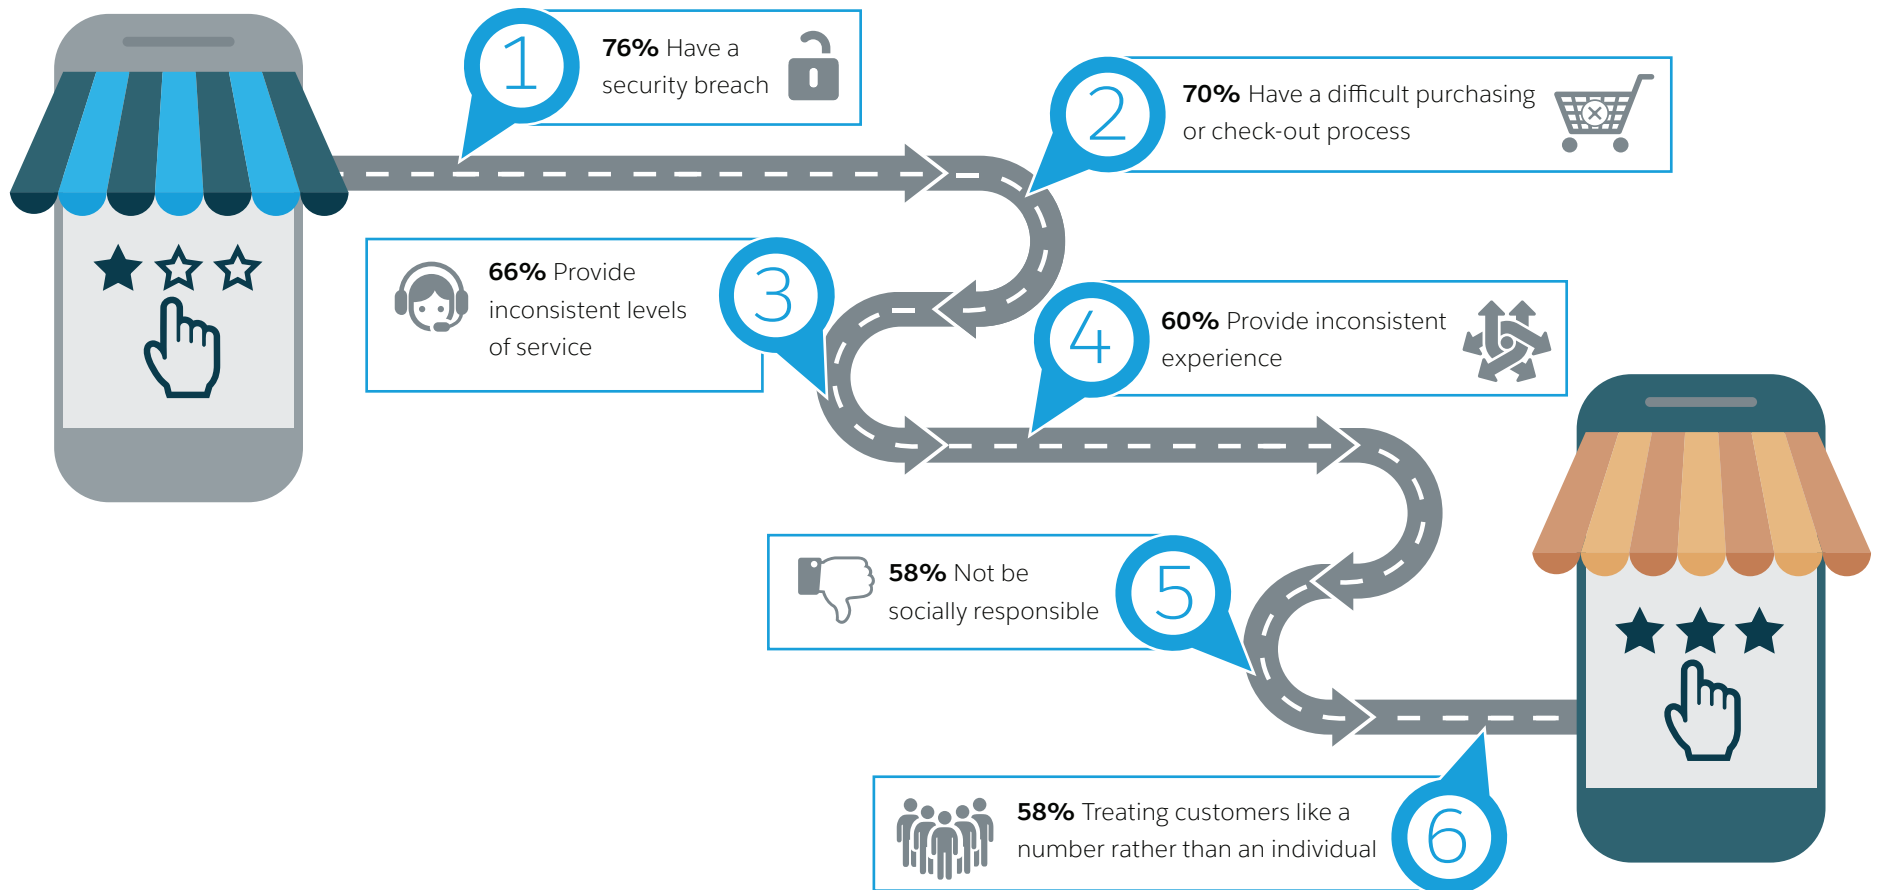 1
76% Have a
security breach
2
70% Have a difficult purchasing
or check-out process
3
66% Provide
inconsistent levels
of service
4
60% Provide inconsistent
experience
5
58% Not be
socially responsible
6
58% Treating customers like a
number rather than an individual